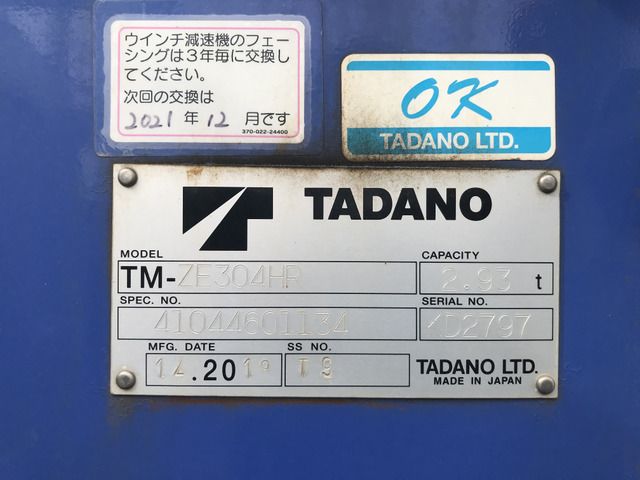 ウインチ減速機のフェー
シングは3年毎に交換し
てください。
次回の交換は
2021 年 12 月です
370-022-24400
OK
TADANO LTD.
TADANO
MODEL
CAPACITY
TM-ZE304HR
2.93 t
SPEC. NO.
SERIAL NO.
41044601134
MFG. DATE
SS NO.
TADANO LTD.
MADE IN JAPAN